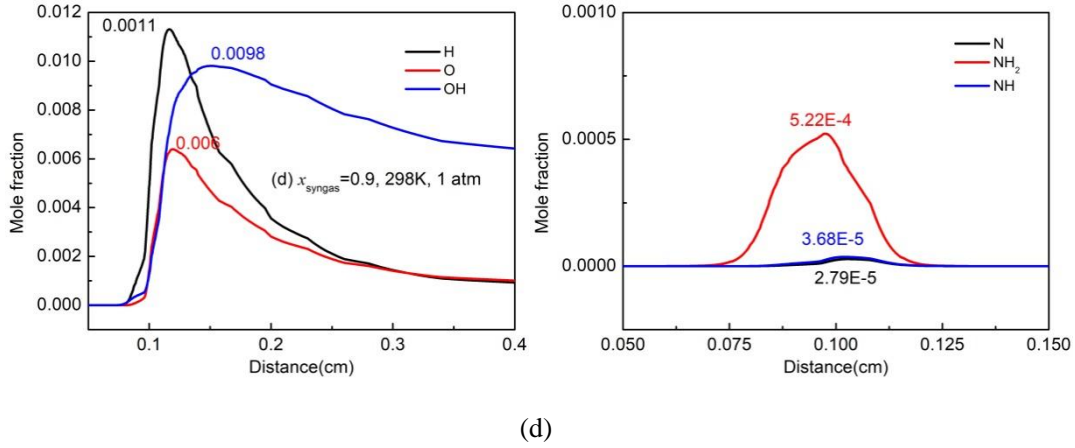 0.012
0.0011
0.0098
H
O
OH
0.010
0.008
0.006
0.006
(d) xsyngas=0.9, 298K, 1 atm
0.004
0.002
0.000
Mole fraction
0.1 0.2 0.3 0.4
Distance(cm)
0.0010
N
NH2
NH
5.22E-4
0.0005
3.68E-5
0.0000
2.79E-5
Mole fraction
0.050 0.075 0.100 0.125 0.150
Distance(cm)
(d)